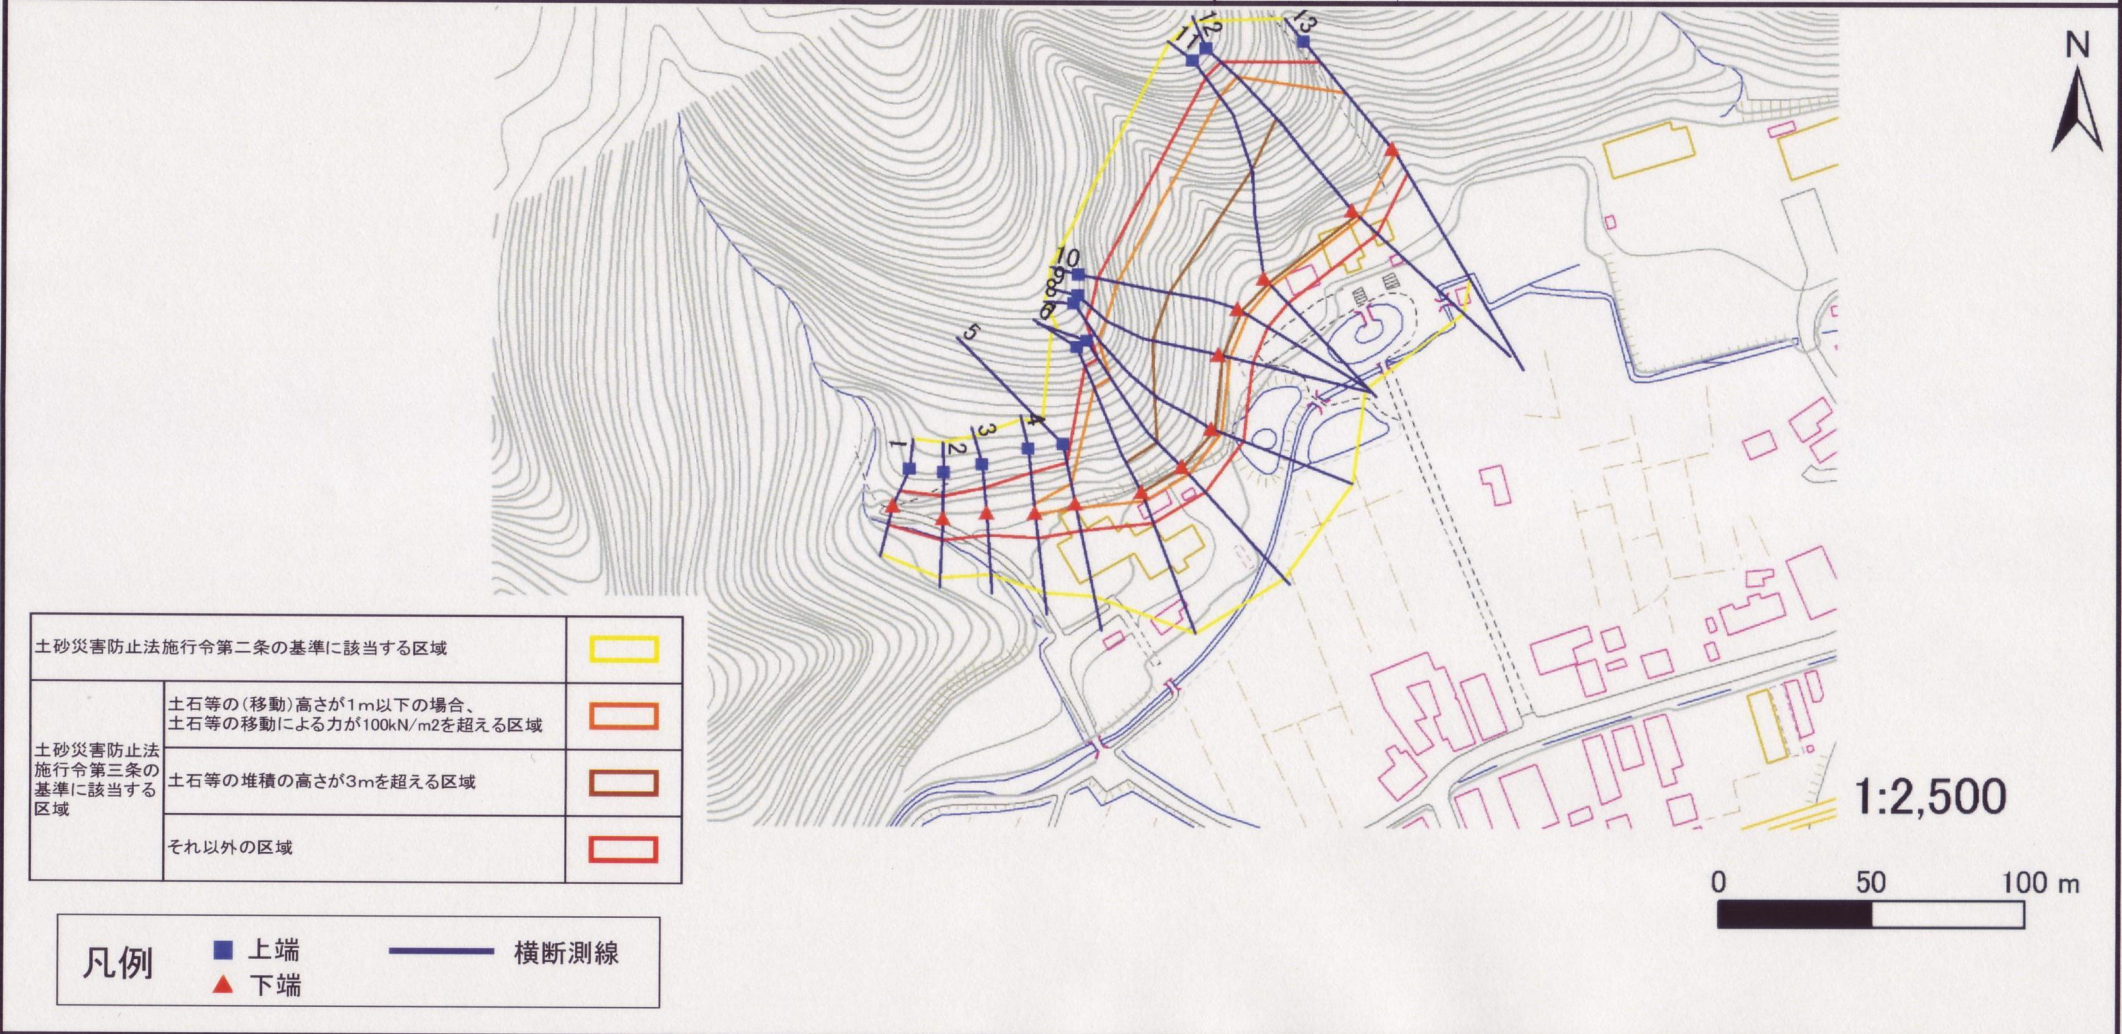 12
11
13
N
10
9
8
6
5
4
3
2
1
土砂災害防止法施行令第二条の基準に該当する区域
土砂災害防止法
施行令第三条の
基準に該当する
区域
土石等の(移動)高さが1m以下の場合、
土石等の移動による力が100kN/m2を超える区域
土石等の堆積の高さが3mを超える区域
それ以外の区域
1:2,500
0 50 100 m
凡例
上端
横断測線
下端